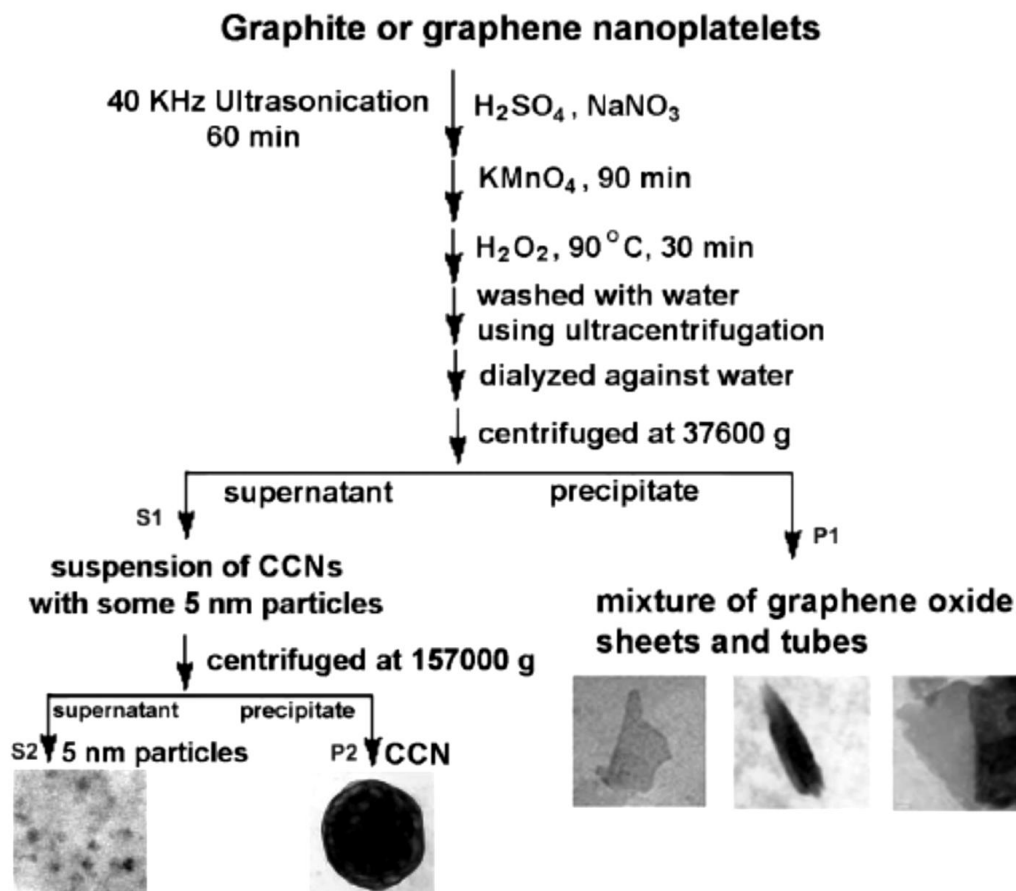 Graphite or graphene nanoplatelets
40 KHz Ultrasonication
60 min
H₂SO₄, NaNO₃
KMnO₄, 90 min
H₂O₂, 90°C, 30 min
washed with water
using ultracentrifugation
dialyzed against water
centrifuged at 37600 g
supernatant
precipitate
S1
P1
suspension of CCNs
with some 5 nm particles
mixture of graphene oxide
sheets and tubes
centrifuged at 157000 g
supernatant
precipitate
S2
5 nm particles
P2
CCN